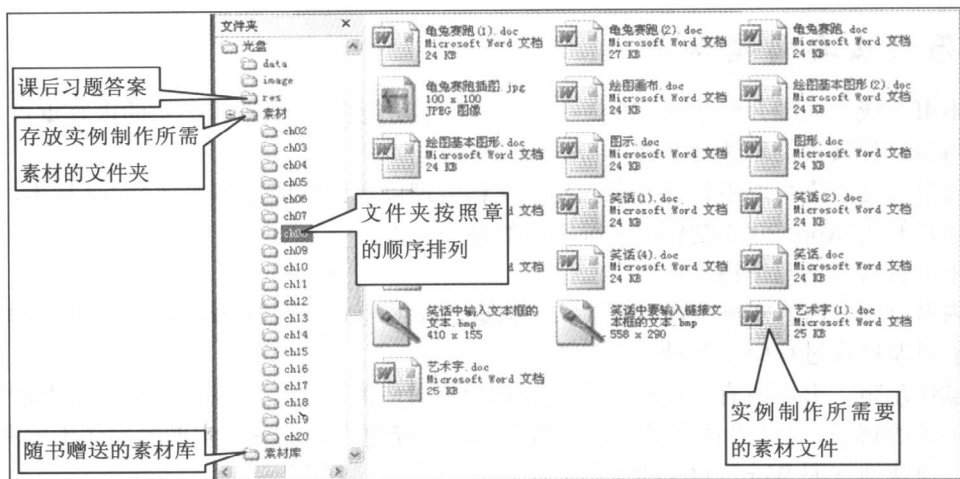 文件夹 ×
光盘
data
image
res
素材
ch02
ch03
ch04
ch05
ch06
ch07
ch08
ch09
ch10
ch11
ch12
ch13
ch14
ch15
ch16
ch17
ch18
ch19
ch20
素材库
课后习题答案
存放实例制作所需
素材的文件夹
随书赠送的素材库
文件夹按照章
的顺序排列
实例制作所需要
的素材文件
龟兔赛跑(1).doc
Microsoft Word 文档
24 KB
龟兔赛跑(2).doc
Microsoft Word 文档
27 KB
龟兔赛跑.doc
Microsoft Word 文档
24 KB
龟兔赛跑插图.jpg
100 x 100
JPEG 图像
绘图画布.doc
Microsoft Word 文档
24 KB
绘图基本图形(2).doc
Microsoft Word 文档
24 KB
绘图基本图形.doc
Microsoft Word 文档
24 KB
图示.doc
Microsoft Word 文档
24 KB
图形.doc
Microsoft Word 文档
24 KB
Word 文档
笑话(1).doc
Microsoft Word 文档
24 KB
笑话(2).doc
Microsoft Word 文档
24 KB
Word 文档
笑话(4).doc
Microsoft Word 文档
24 KB
笑话.doc
Microsoft Word 文档
24 KB
笑话中输入文本框的
文本.bmp
410 x 155
笑话中要输入链接文
本框的文本.bmp
558 x 290
艺术字(1).doc
Microsoft Word 文档
25 KB
艺术字.doc
Microsoft Word 文档
25 KB